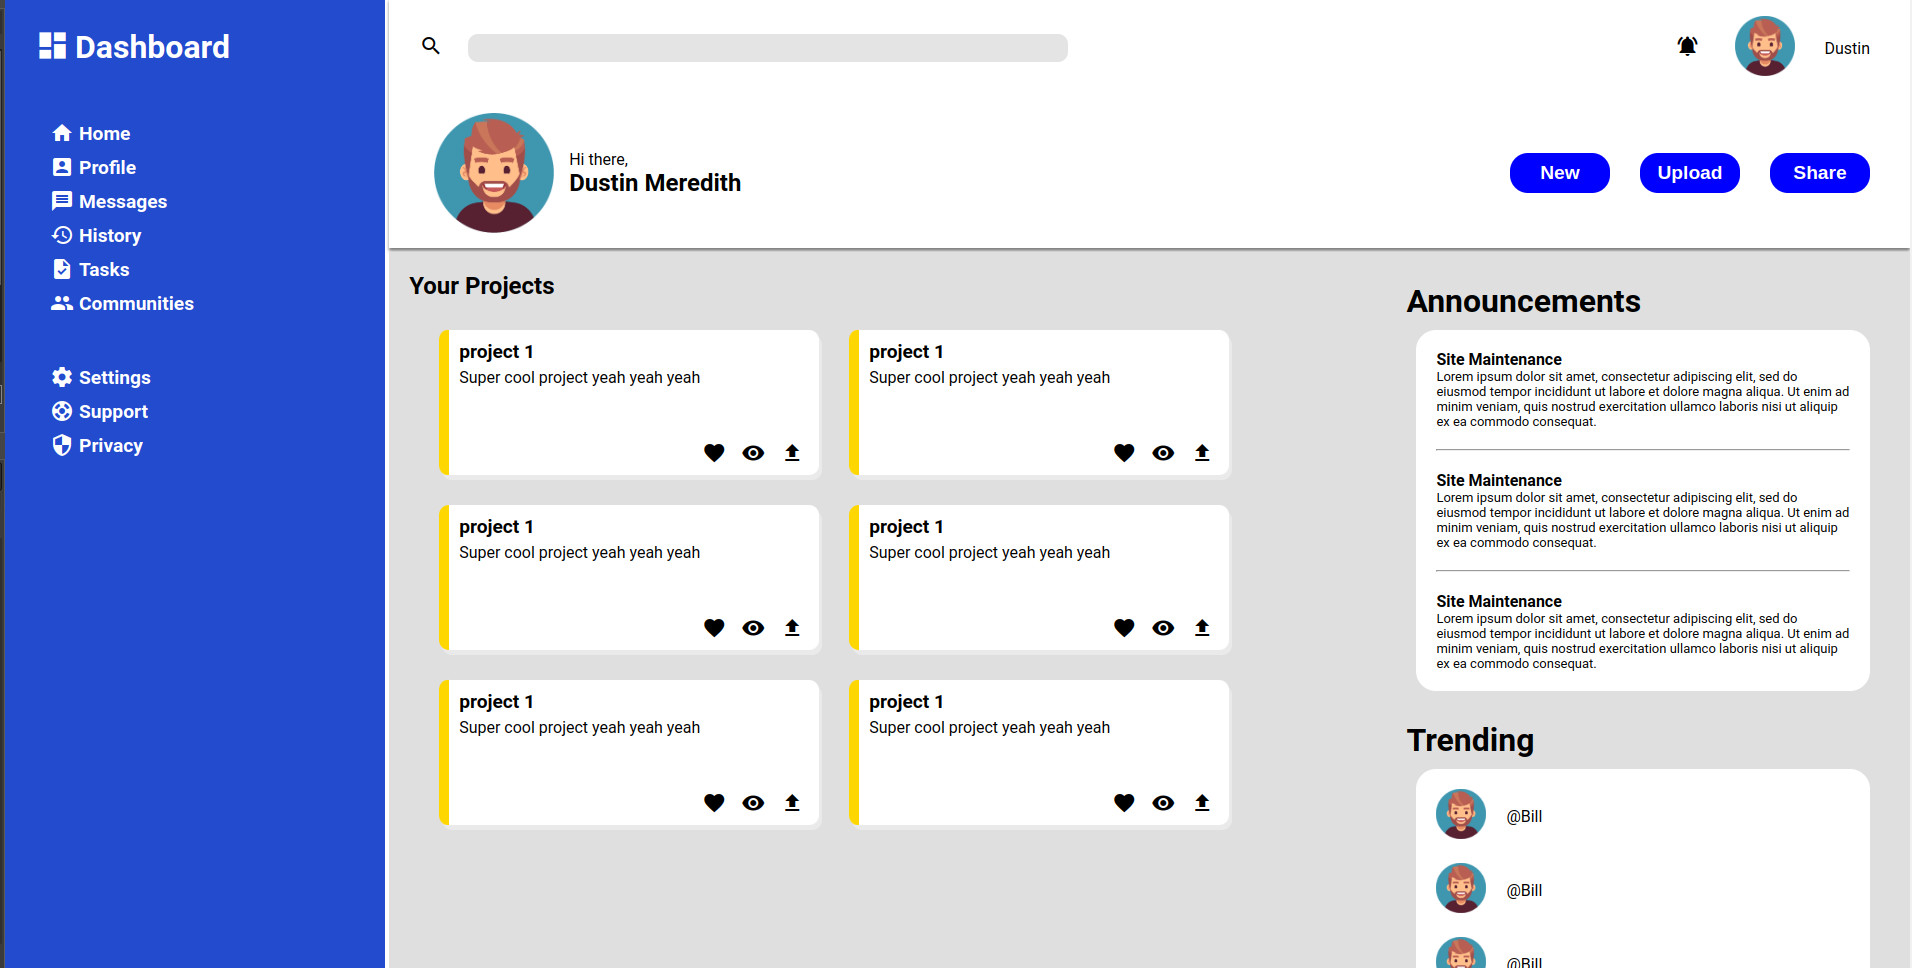 Dashboard
Home
Profile
Messages
History
Tasks
Communities
Settings
Support
Privacy
Dustin
Hi there,
Dustin Meredith
New
Upload
Share
Your Projects
project 1
Super cool project yeah yeah yeah
project 1
Super cool project yeah yeah yeah
project 1
Super cool project yeah yeah yeah
project 1
Super cool project yeah yeah yeah
project 1
Super cool project yeah yeah yeah
project 1
Super cool project yeah yeah yeah
Announcements
Site Maintenance
Lorem ipsum dolor sit amet, consectetur adipiscing elit, sed do
eiusmod tempor incididunt ut labore et dolore magna aliqua. Ut enim ad
minim veniam, quis nostrud exercitation ullamco laboris nisi ut aliquip
ex ea commodo consequat.
Site Maintenance
Lorem ipsum dolor sit amet, consectetur adipiscing elit, sed do
eiusmod tempor incididunt ut labore et dolore magna aliqua. Ut enim ad
minim veniam, quis nostrud exercitation ullamco laboris nisi ut aliquip
ex ea commodo consequat.
Site Maintenance
Lorem ipsum dolor sit amet, consectetur adipiscing elit, sed do
eiusmod tempor incididunt ut labore et dolore magna aliqua. Ut enim ad
minim veniam, quis nostrud exercitation ullamco laboris nisi ut aliquip
ex ea commodo consequat.
Trending
@Bill
@Bill
@Bill